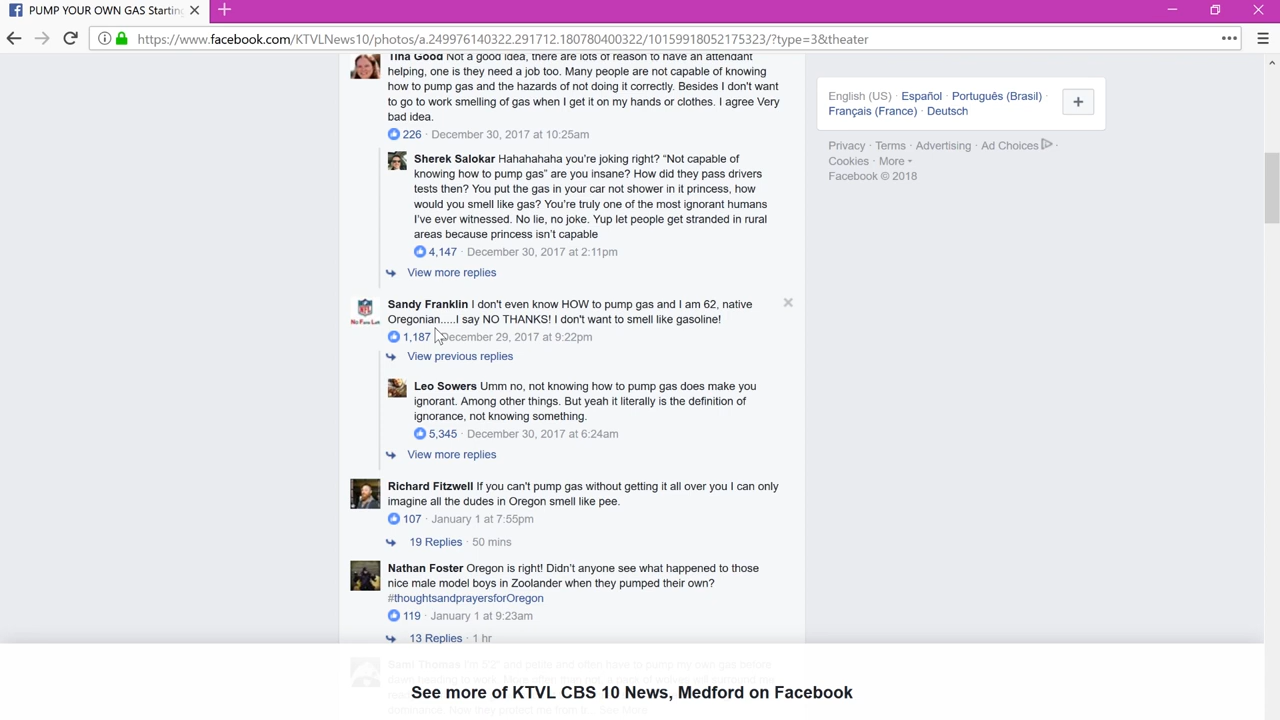 PUMP YOUR OWN GAS Starting
https://www.facebook.com/KTVLNews10/photos/a.249976140322.291712.180780400322/10159918052175323/?type=3&theater
Tina Good Not a good idea, there are lots of reason to have an attendant
helping, one is they need a job too. Many people are not capable of knowing
how to pump gas and the hazards of not doing it correctly. Besides I don't want
to go to work smelling of gas when I get it on my hands or clothes. I agree Very
bad idea.
226 · December 30, 2017 at 10:25am
Sherek Salokar Hahahahaha you're joking right? “Not capable of
knowing how to pump gas” are you insane? How did they pass drivers
tests then? You put the gas in your car not shower in it princess, how
would you smell like gas? You're truly one of the most ignorant humans
I've ever witnessed. No lie, no joke. Yup let people get stranded in rural
areas because princess isn't capable
4,147 · December 30, 2017 at 2:11pm
View more replies
Sandy Franklin I don't even know HOW to pump gas and I am 62, native
Oregonian.....I say NO THANKS! I don't want to smell like gasoline!
1,187 · December 29, 2017 at 9:22pm
View previous replies
Leo Sowers Umm no, not knowing how to pump gas does make you
ignorant. Among other things. But yeah it literally is the definition of
ignorance, not knowing something.
5,345 · December 30, 2017 at 6:24am
View more replies
Richard Fitzwell If you can't pump gas without getting it all over you I can only
imagine all the dudes in Oregon smell like pee.
107 · January 1 at 7:55pm
19 Replies · 50 mins
Nathan Foster Oregon is right! Didn't anyone see what happened to those
nice male model boys in Zoolander when they pumped their own?
#thoughtsandprayersforOregon
119 · January 1 at 9:23am
13 Replies · 1 hr
See more of KTVL CBS 10 News, Medford on Facebook
English (US) · Español · Português (Brasil) ·
Français (France) · Deutsch
Privacy · Terms · Advertising · Ad Choices ·
Cookies · More
Facebook © 2018